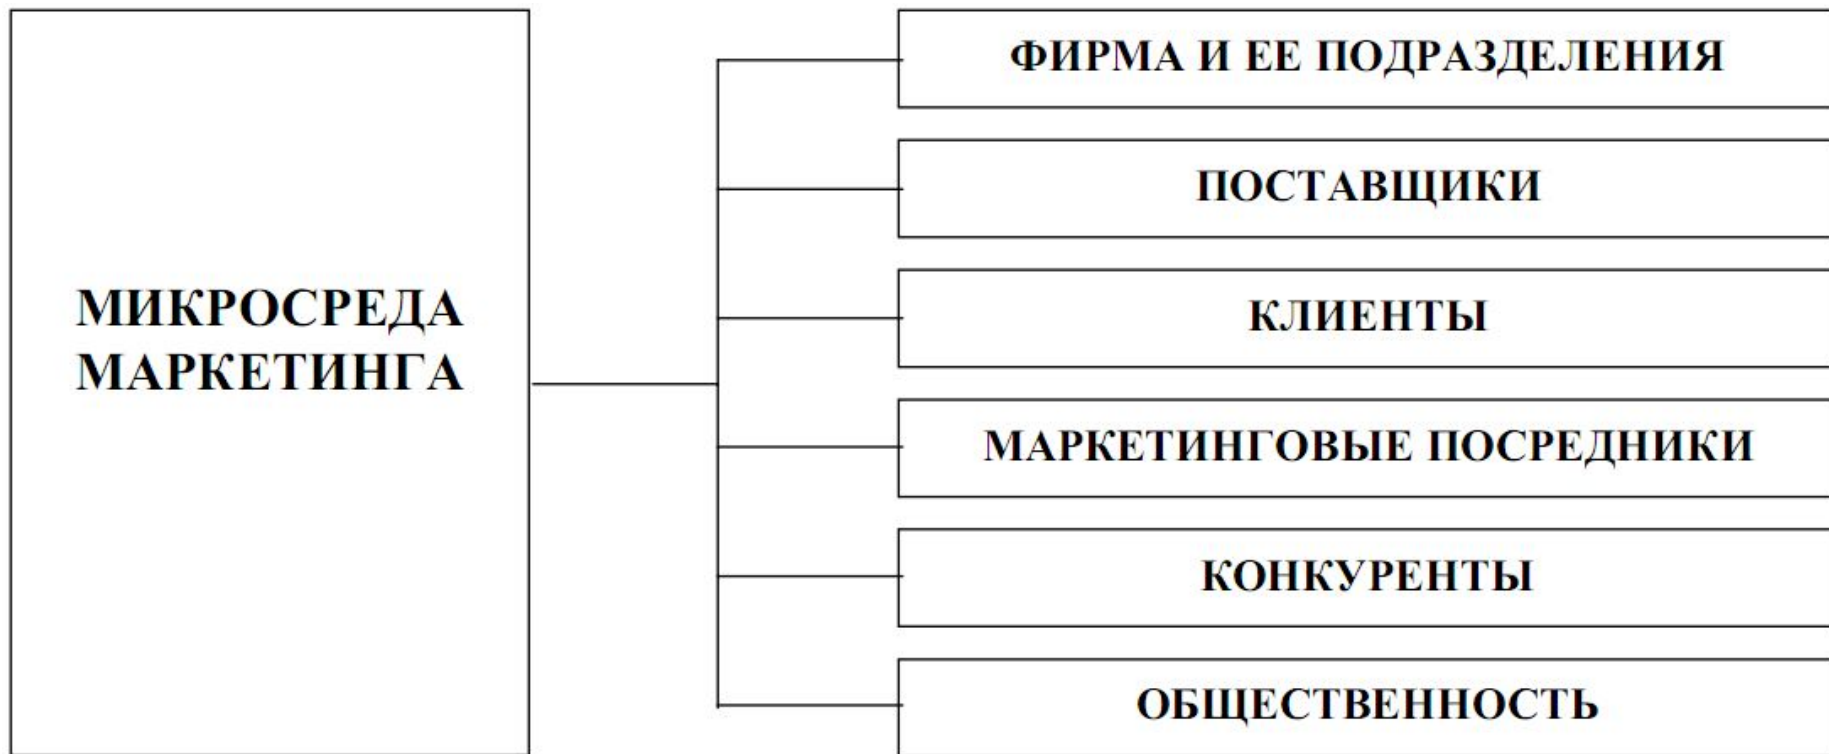 МИКРОСРЕДА
МАРКЕТИНГА
ФИРМА И ЕЕ ПОДРАЗДЕЛЕНИЯ
ПОСТАВЩИКИ
КЛИЕНТЫ
МАРКЕТИНГОВЫЕ ПОСРЕДНИКИ
КОНКУРЕНТЫ
ОБЩЕСТВЕННОСТЬ